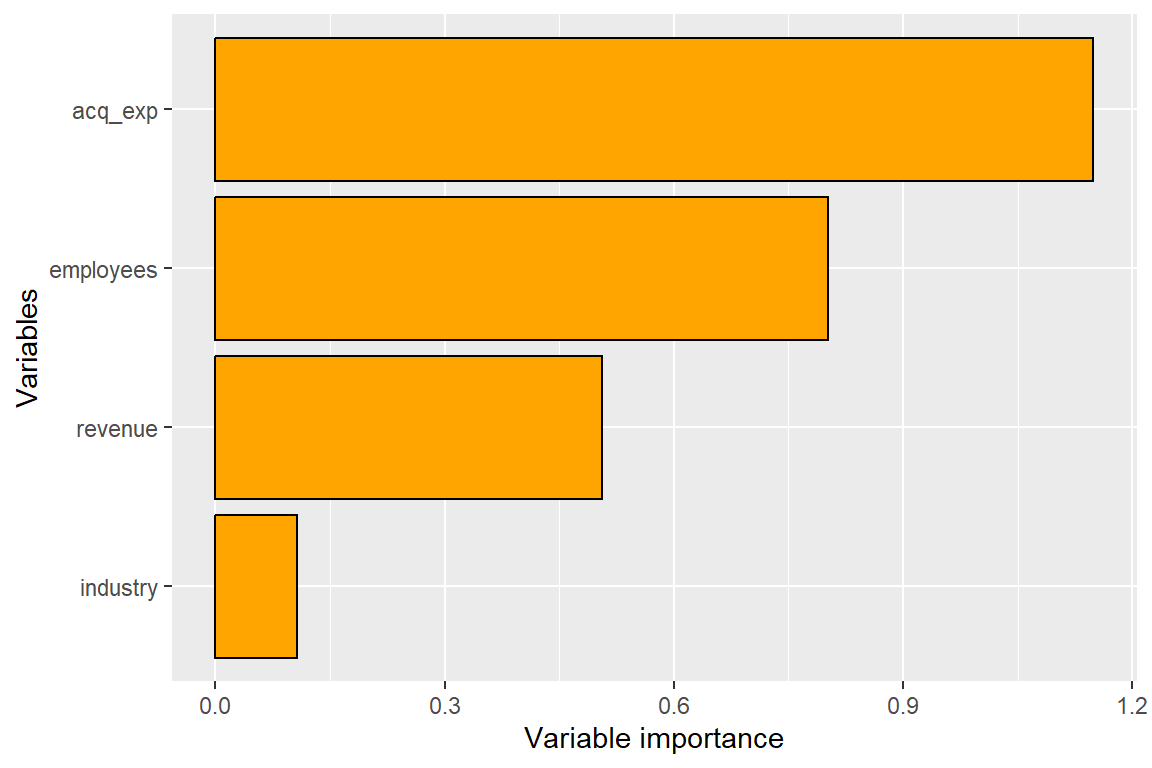 Variables
acq_exp
employees
revenue
industry
0.0 0.3 0.6 0.9 1.2
Variable importance